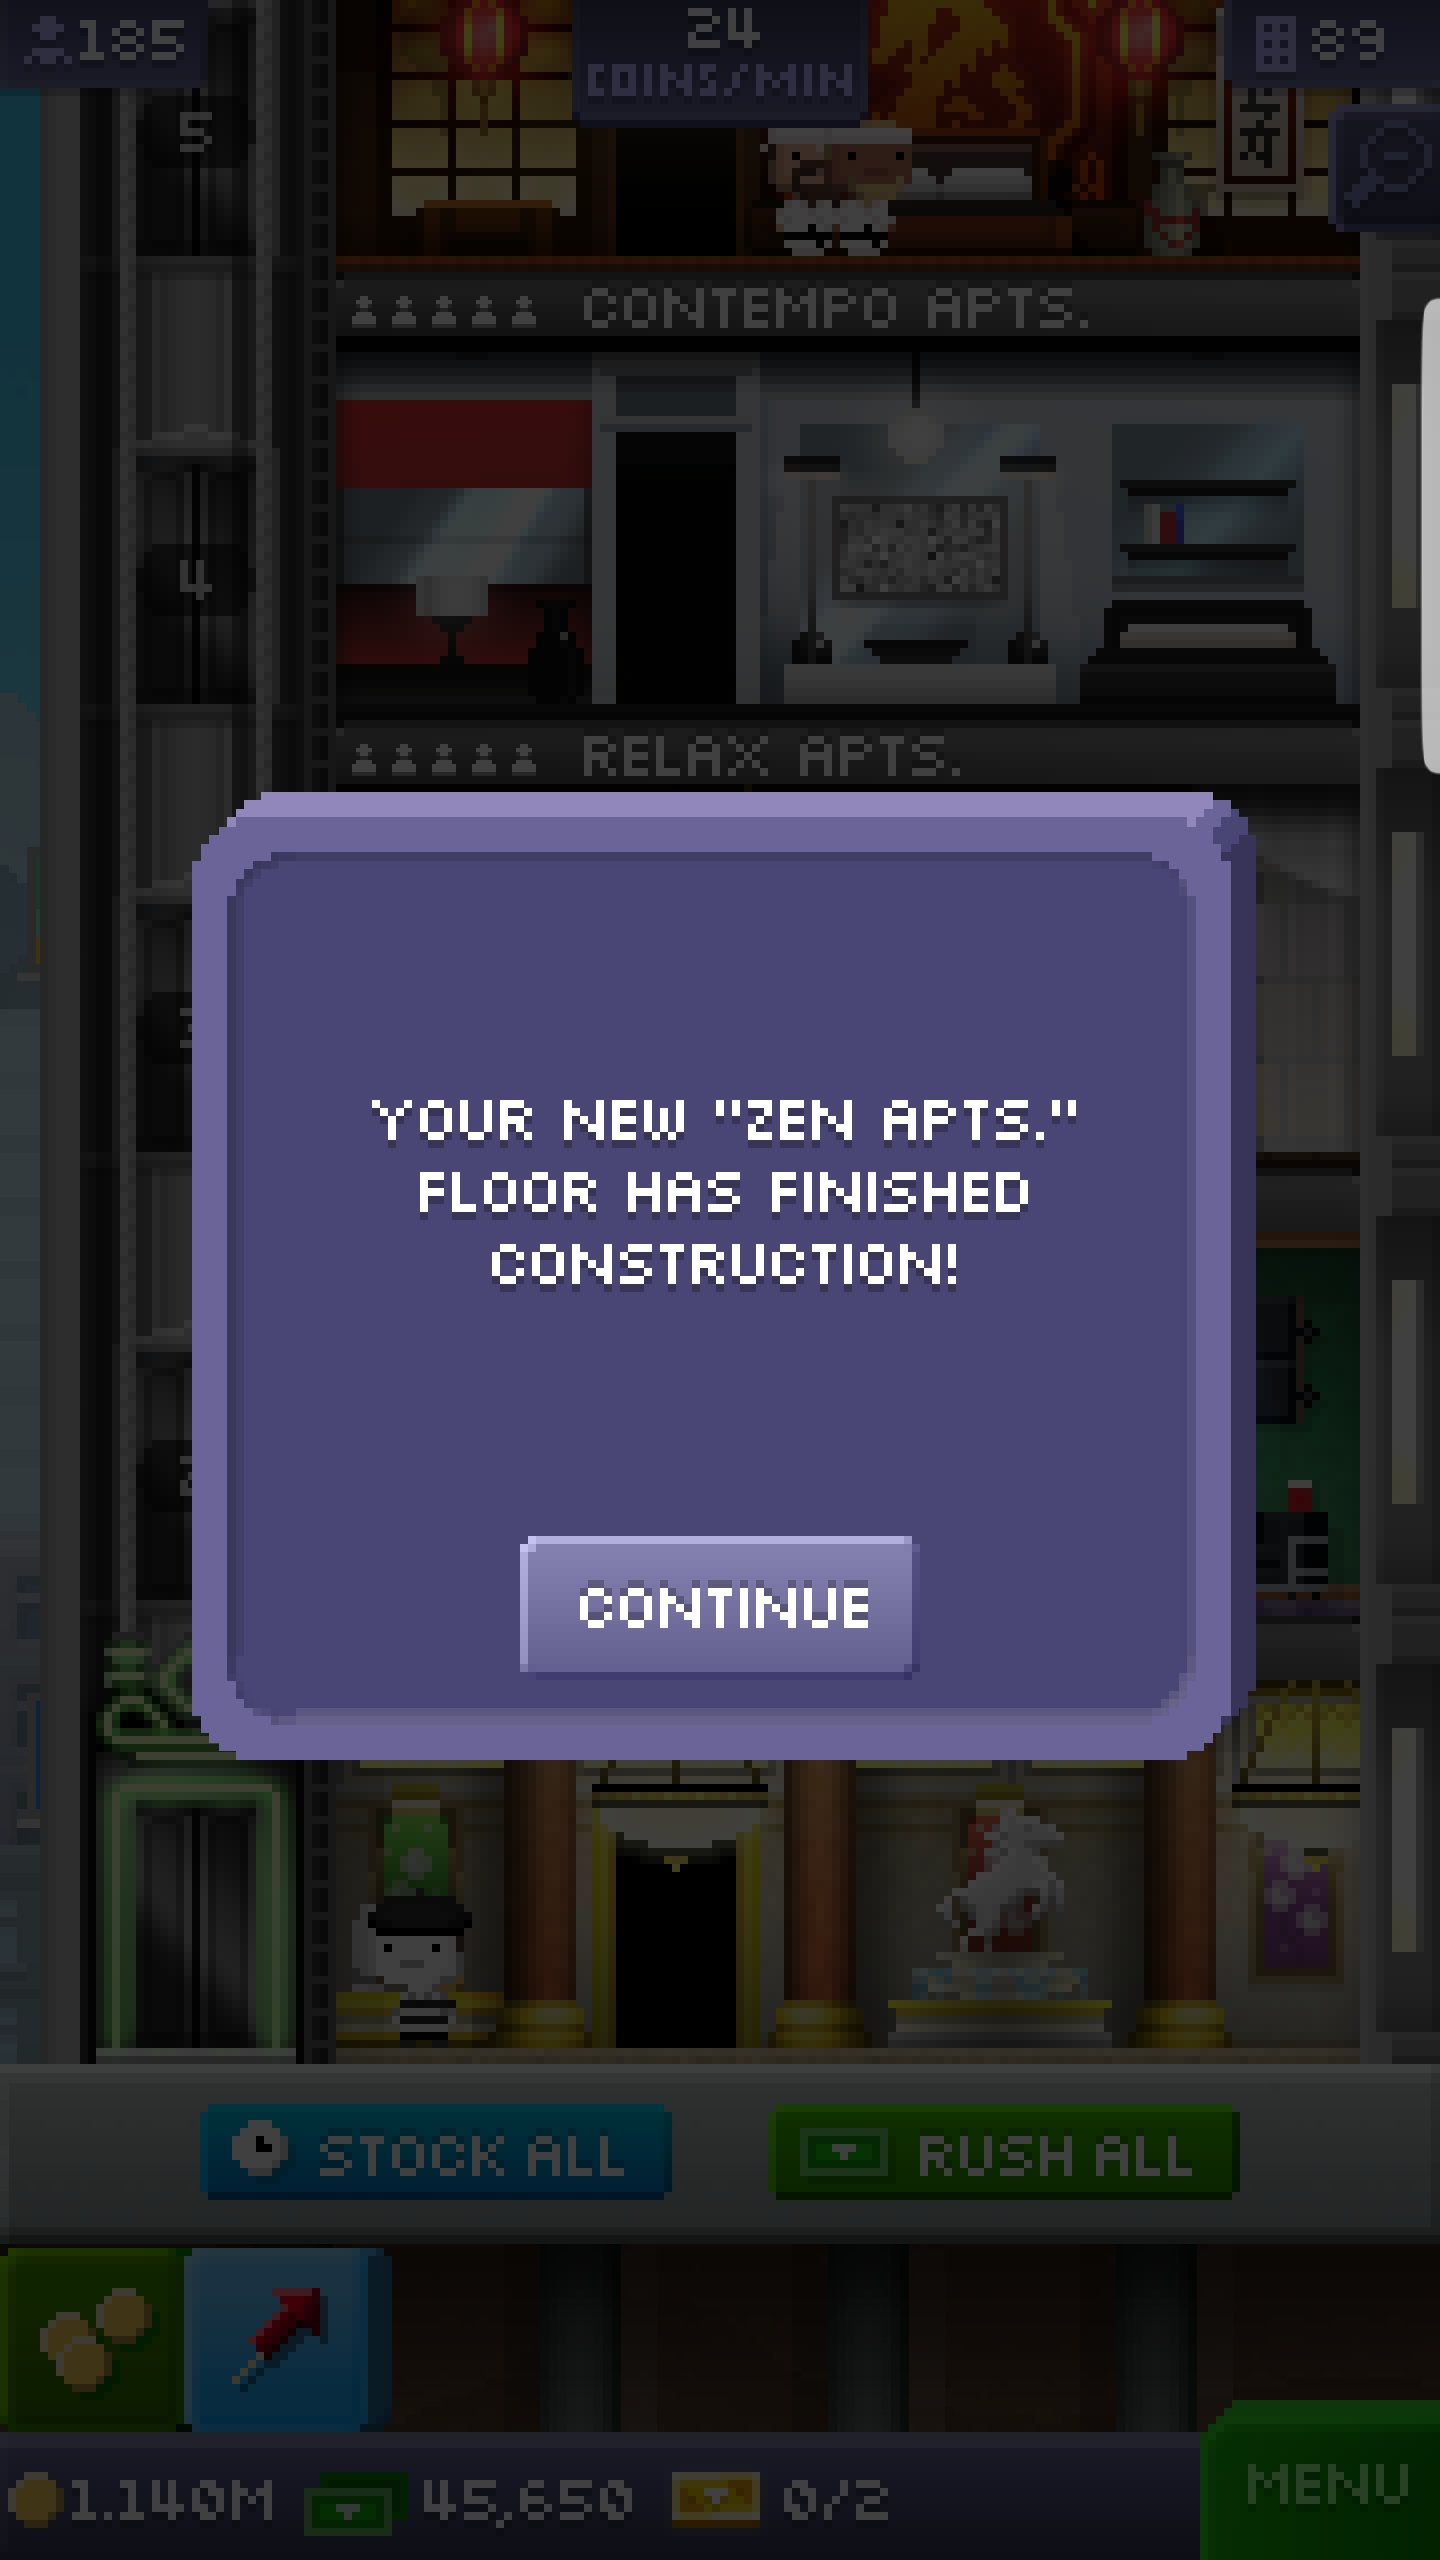 185
24
COINS/MIN
89
5
CONTEMPO APTS.
4
RELAX APTS.
YOUR NEW "ZEN APTS."
FLOOR HAS FINISHED
CONSTRUCTION!
CONTINUE
STOCK ALL
RUSH ALL
1.140M
45,650
0/2
MENU